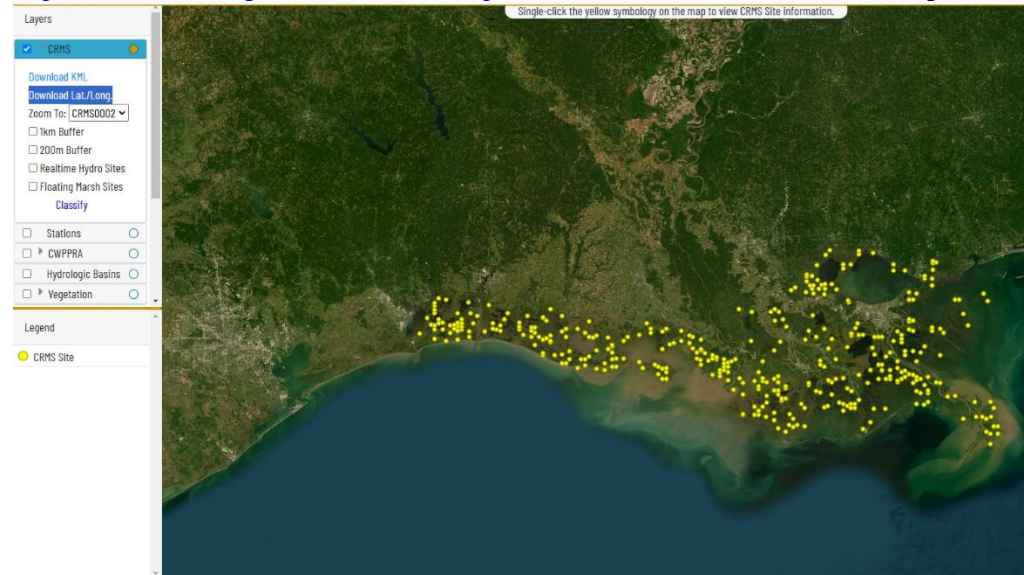 Layers
Single-click the yellow symbology on the map to view CRMS Site information.
CRMS
Download KML
Download Lat./Long.
Zoom To: CRMS0002
1km Buffer
200m Buffer
Realtime Hydro Sites
Floating Marsh Sites
Classify
Stations
CWPPRA
Hydrologic Basins
Vegetation
Legend
CRMS Site